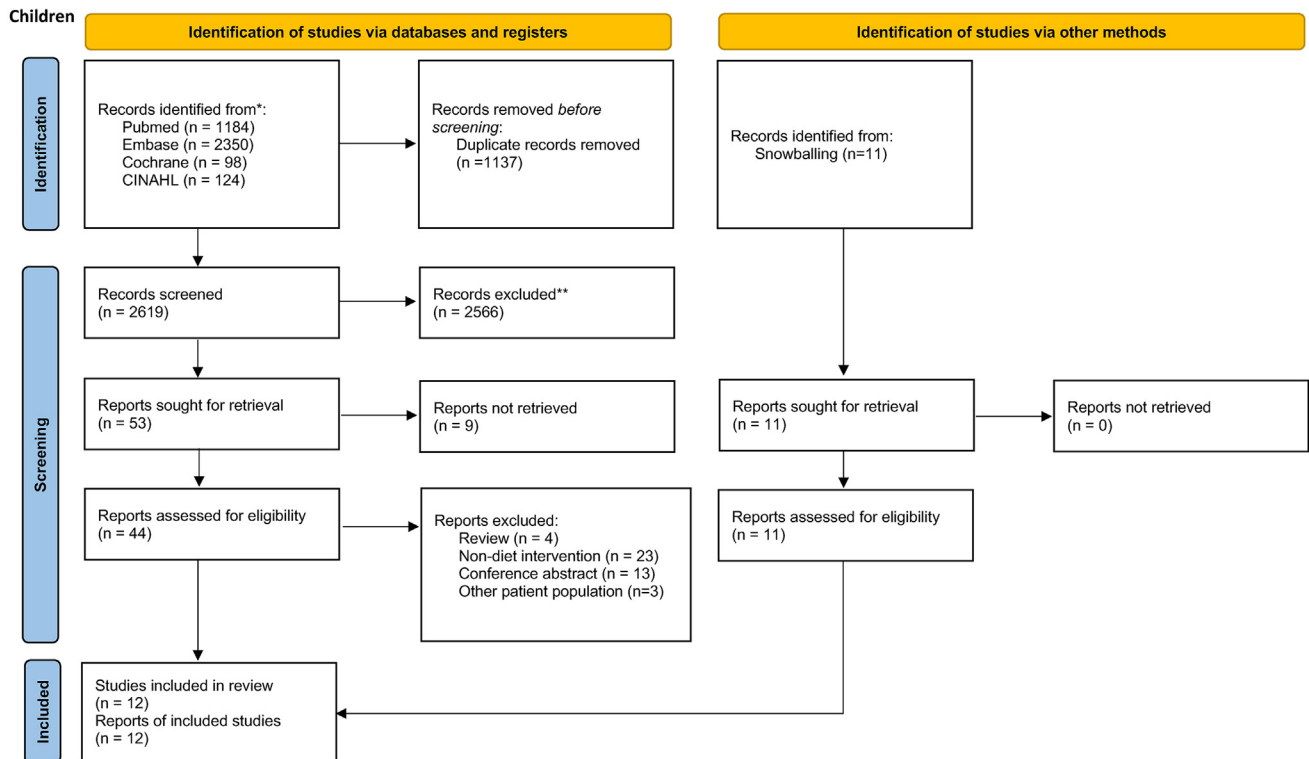 Children
Identification of studies via databases and registers
Identification of studies via other methods
Identification
Records identified from*:
Pubmed (n = 1184)
Embase (n = 2350)
Cochrane (n = 98)
CINAHL (n = 124)
Records removed before
screening:
Duplicate records removed
(n =1137)
Records identified from:
Snowballing (n=11)
Screening
Records screened
(n = 2619)
Records excluded**
(n = 2566)
Reports sought for retrieval
(n = 53)
Reports not retrieved
(n = 9)
Reports sought for retrieval
(n = 11)
Reports not retrieved
(n = 0)
Reports assessed for eligibility
(n = 44)
Reports excluded:
Review (n = 4)
Non-diet intervention (n = 23)
Conference abstract (n = 13)
Other patient population (n=3)
Reports assessed for eligibility
(n = 11)
Included
Studies included in review
(n = 12)
Reports of included studies
(n = 12)